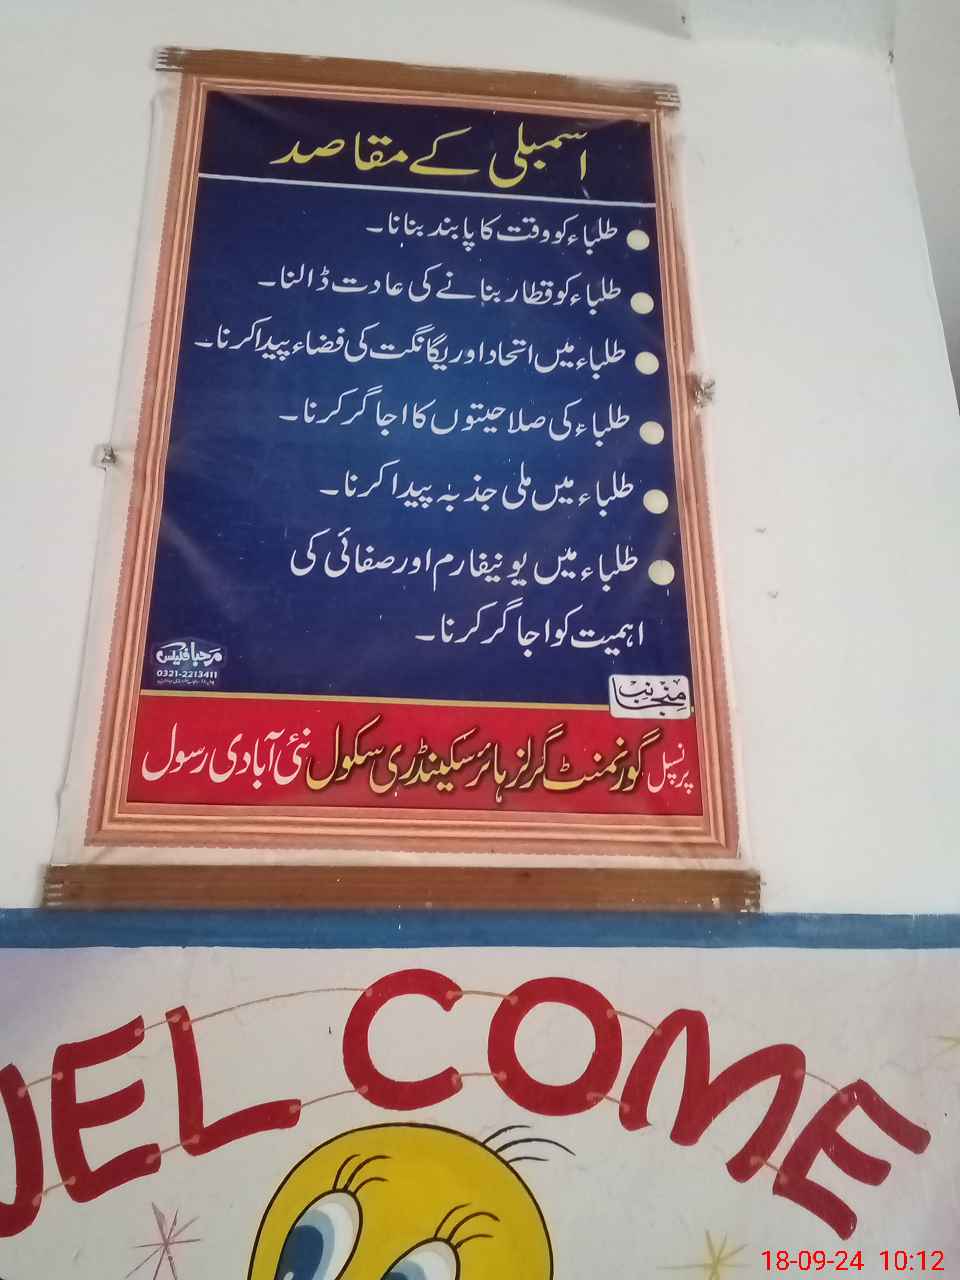 اسمبلی کے مقاصد
طلباء کو وقت کا پابند بنانا۔
طلباء کو قطار بنانے کی عادت ڈالنا۔
طلباء میں اتحاد اور یگانگت کی فضاء پیدا کرنا۔
طلباء کی صلاحیتوں کا اجاگر کرنا۔
طلباء میں ملی جذبہ پیدا کرنا۔
طلباء میں یونیفارم اور صفائی کی
اہمیت کو اجاگر کرنا۔
مرحبا فلیکس
0321-2213411
منجانب
پرنسپل گورنمنٹ گرلز ہائر سکینڈری سکول نئی آبادی رسول
WELCOME
18-09-24 10:12